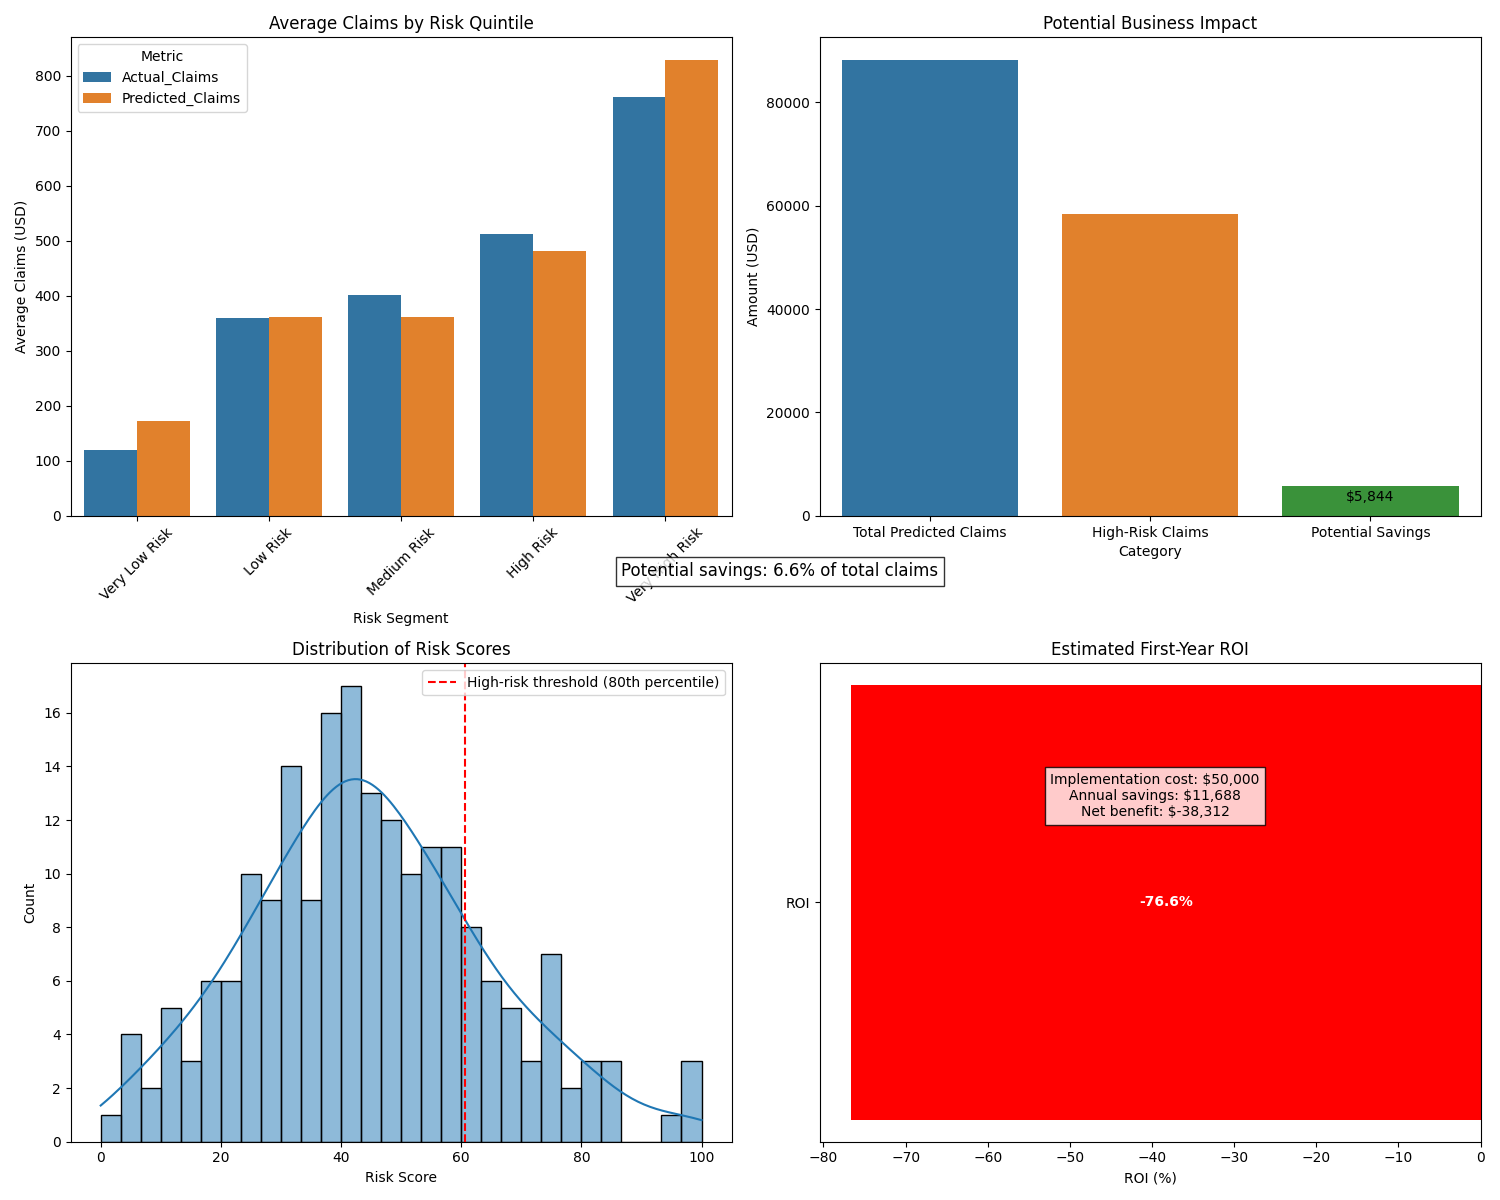 Average Claims by Risk Quintile
Metric
Actual_Claims
Predicted_Claims
800
700
600
500
400
300
200
100
0
Average Claims (USD)
Very Low Risk
Low Risk
Medium Risk
High Risk
Very High Risk
Risk Segment
Potential Business Impact
80000
60000
40000
20000
0
Amount (USD)
$5,844
Total Predicted Claims
High-Risk Claims
Potential Savings
Category
Potential savings: 6.6% of total claims
Distribution of Risk Scores
High-risk threshold (80th percentile)
16
14
12
10
8
6
4
2
0
Count
0
20
40
60
80
100
Risk Score
Estimated First-Year ROI
Implementation cost: $50,000
Annual savings: $11,688
Net benefit: $-38,312
-76.6%
ROI
−80
−70
−60
−50
−40
−30
−20
−10
0
ROI (%)